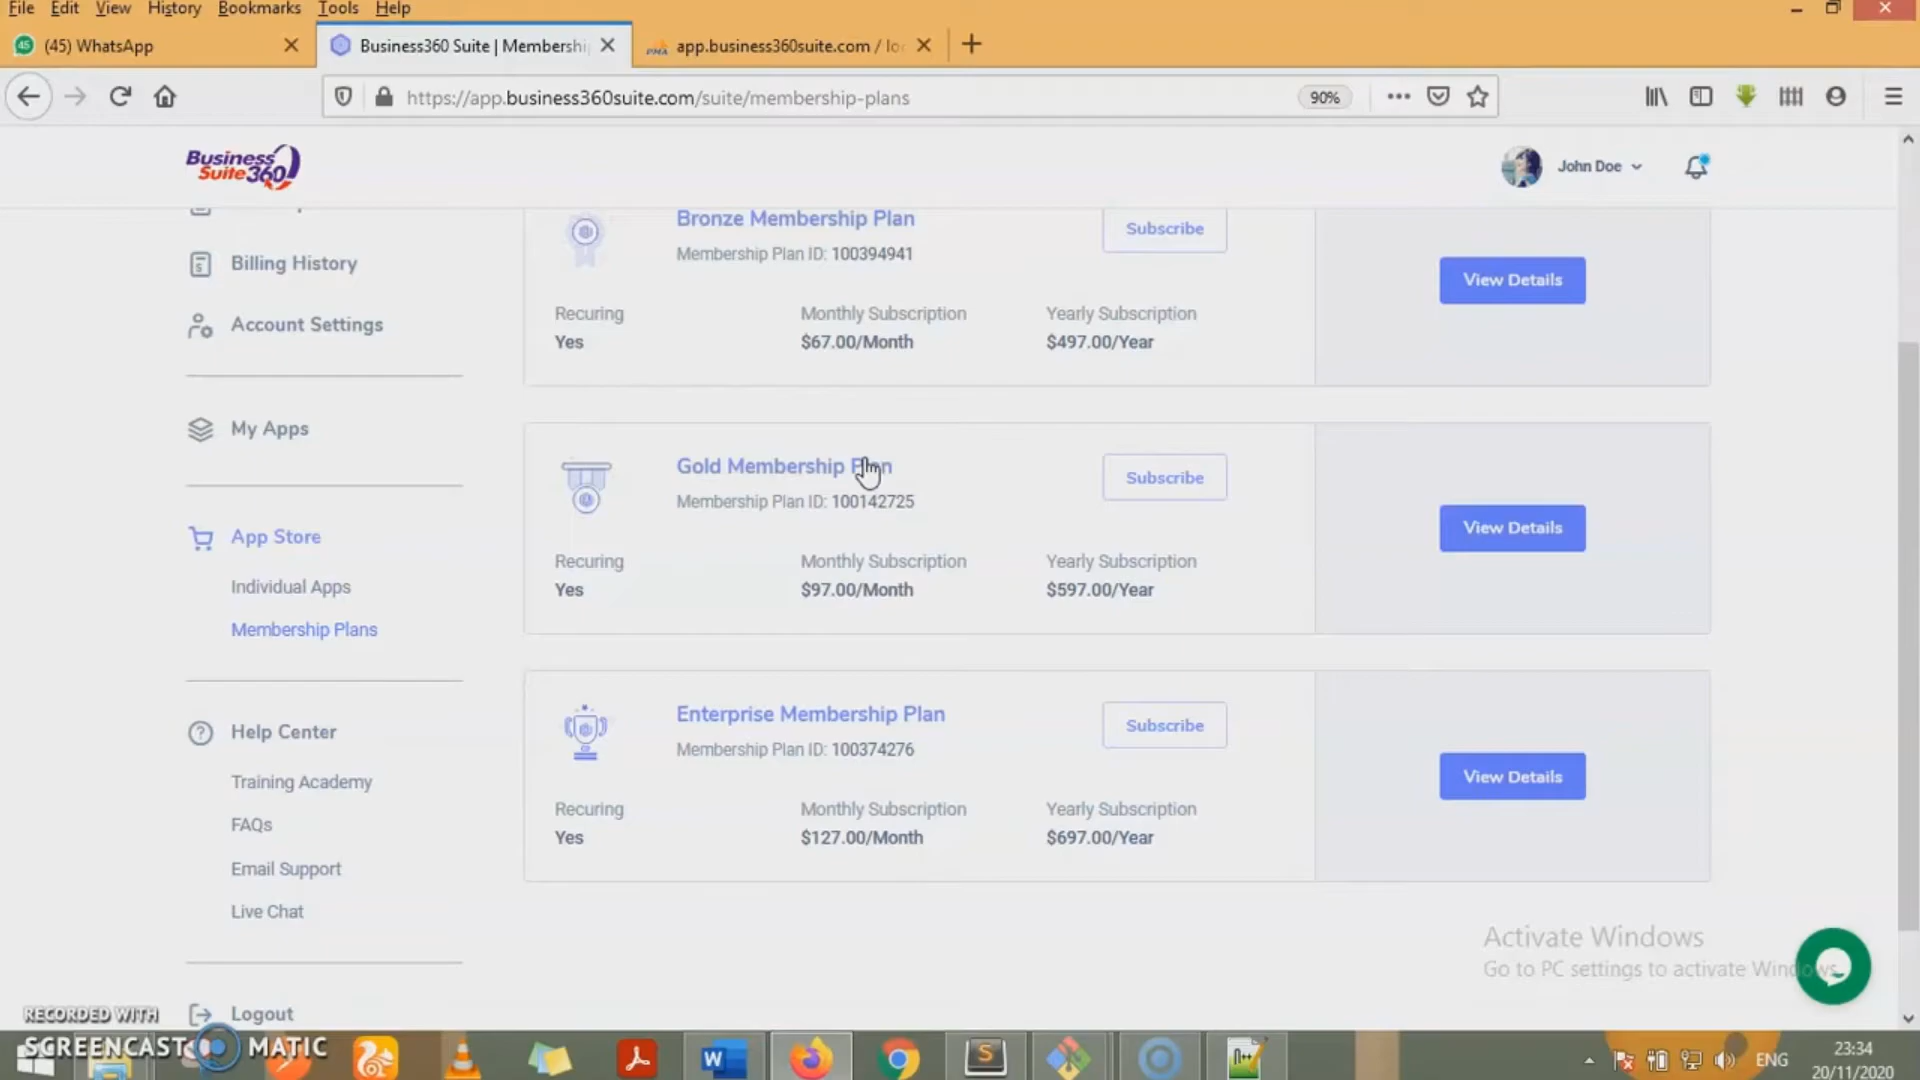 File Edit View History Bookmarks Tools Help
(45) WhatsApp
Business360 Suite | Membershi
app.business360suite.com / lo
https://app.business360suite.com/suite/membership-plans
90%
Business
Suite360
John Doe
Bronze Membership Plan
Subscribe
Membership Plan ID: 100394941
View Details
Recuring
Monthly Subscription
Yearly Subscription
Yes
$67.00/Month
$497.00/Year
Billing History
Account Settings
My Apps
App Store
Individual Apps
Membership Plans
Help Center
Training Academy
FAQs
Email Support
Live Chat
Logout
Gold Membership Plan
Subscribe
Membership Plan ID: 100142725
View Details
Recuring
Monthly Subscription
Yearly Subscription
Yes
$97.00/Month
$597.00/Year
Enterprise Membership Plan
Subscribe
Membership Plan ID: 100374276
View Details
Recuring
Monthly Subscription
Yearly Subscription
Yes
$127.00/Month
$697.00/Year
Activate Windows
Go to PC settings to activate Windows.
RECORDED WITH
SCREENCAST MATIC
ENG
23:34
20/11/2020